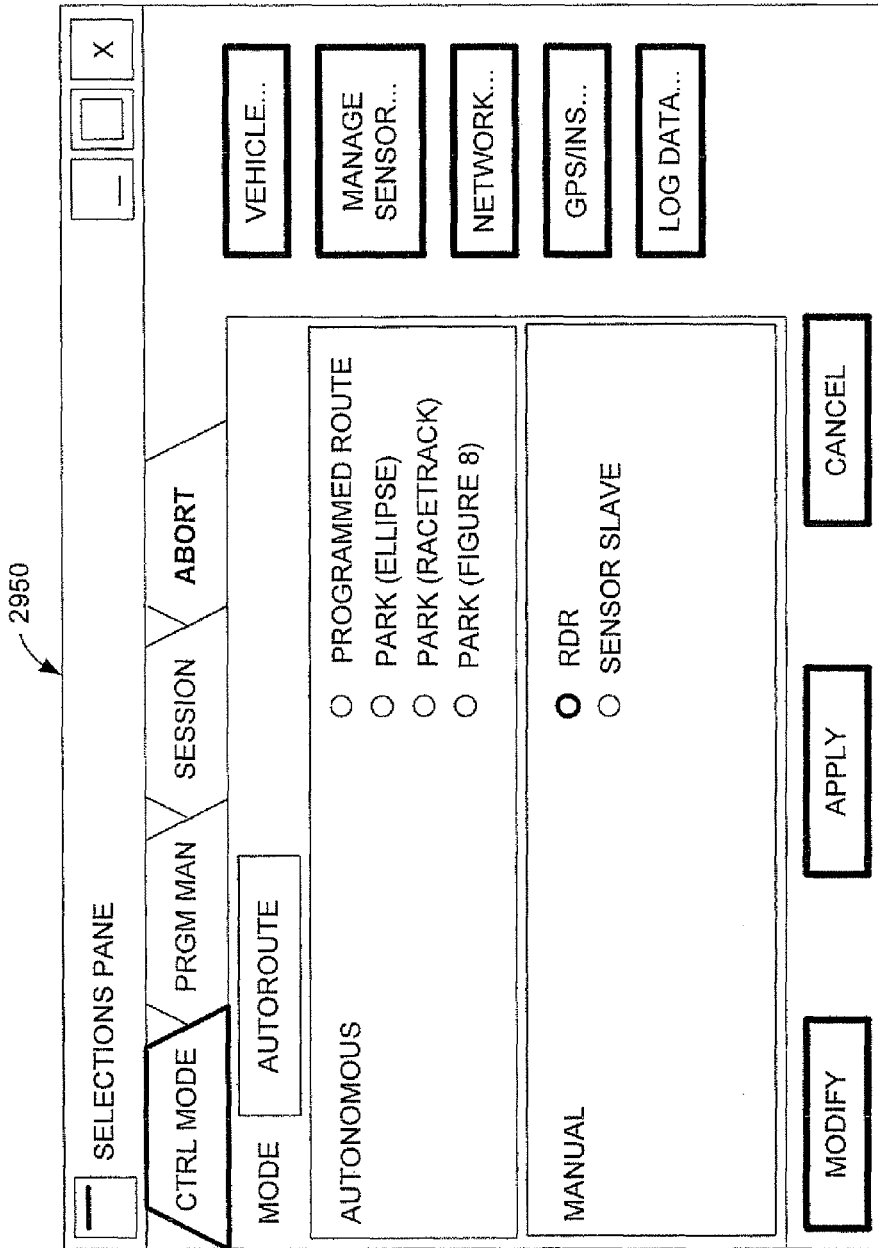 2950
SELECTIONS PANE
X
CTRL MODE
PRGM MAN
SESSION
ABORT
MODE
AUTOROUTE
AUTONOMOUS
PROGRAMMED ROUTE
PARK (ELLIPSE)
PARK (RACETRACK)
PARK (FIGURE 8)
MANUAL
RDR
SENSOR SLAVE
VEHICLE...
MANAGE
SENSOR...
NETWORK...
GPS/INS...
LOG DATA...
MODIFY
APPLY
CANCEL